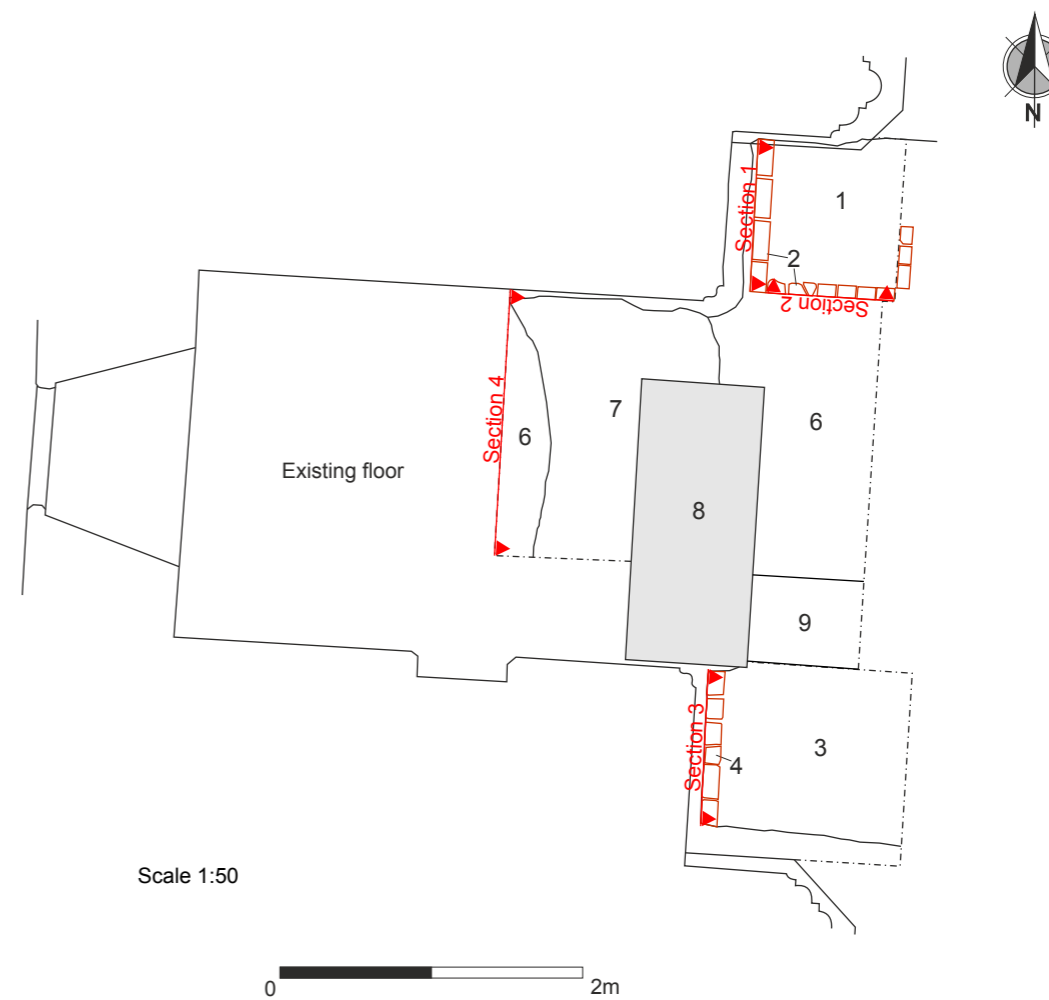 N
1
Section 1
2
Section 2
Section 4
7
6
6
Existing floor
8
9
Section 3
3
4
Scale 1:50
0
2m